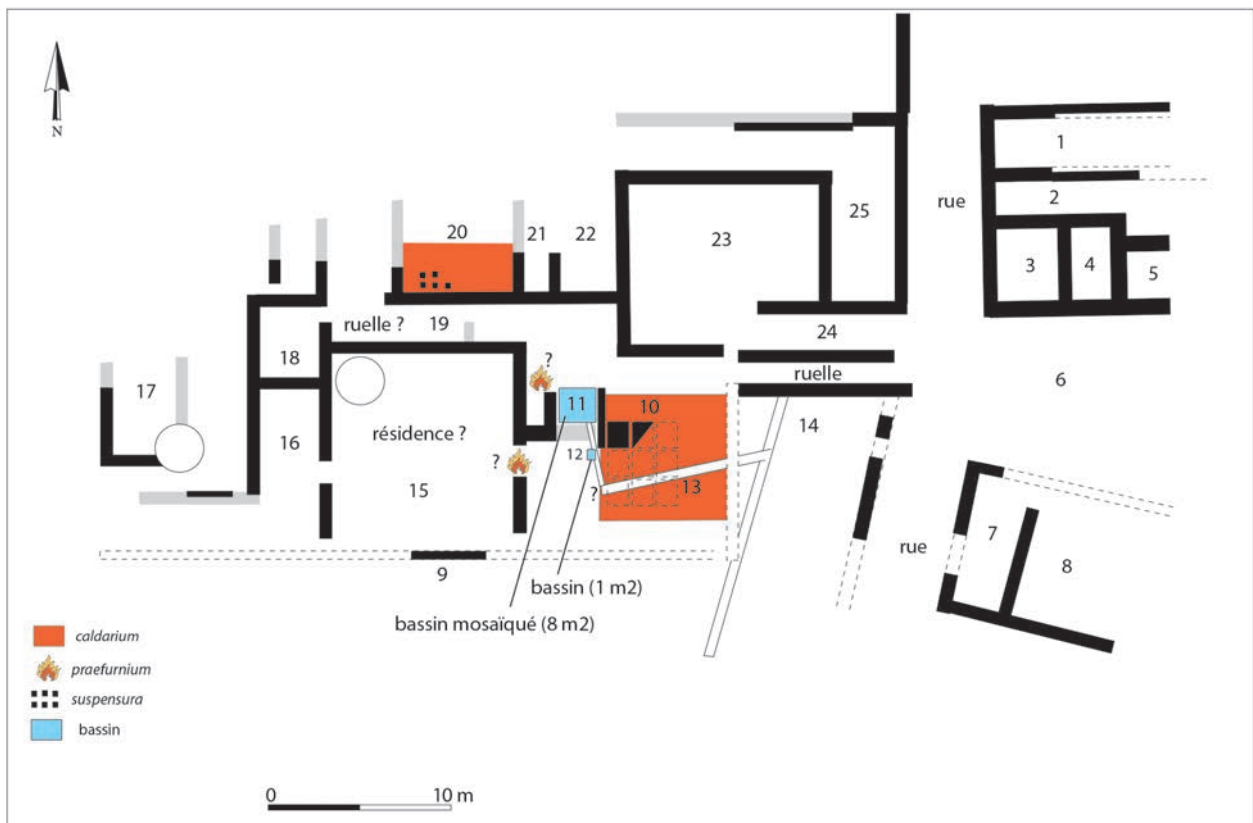 N
1
rue
2
25
20
21
22
23
3
4
5
ruelle ?
19
24
18
?
ruelle
6
17
11
10
14
résidence ?
16
12
?
13
?
7
15
rue
8
9
bassin (1 m2)
bassin mosaïqué (8 m2)
caldarium
praefurnium
suspensura
bassin
0
10 m